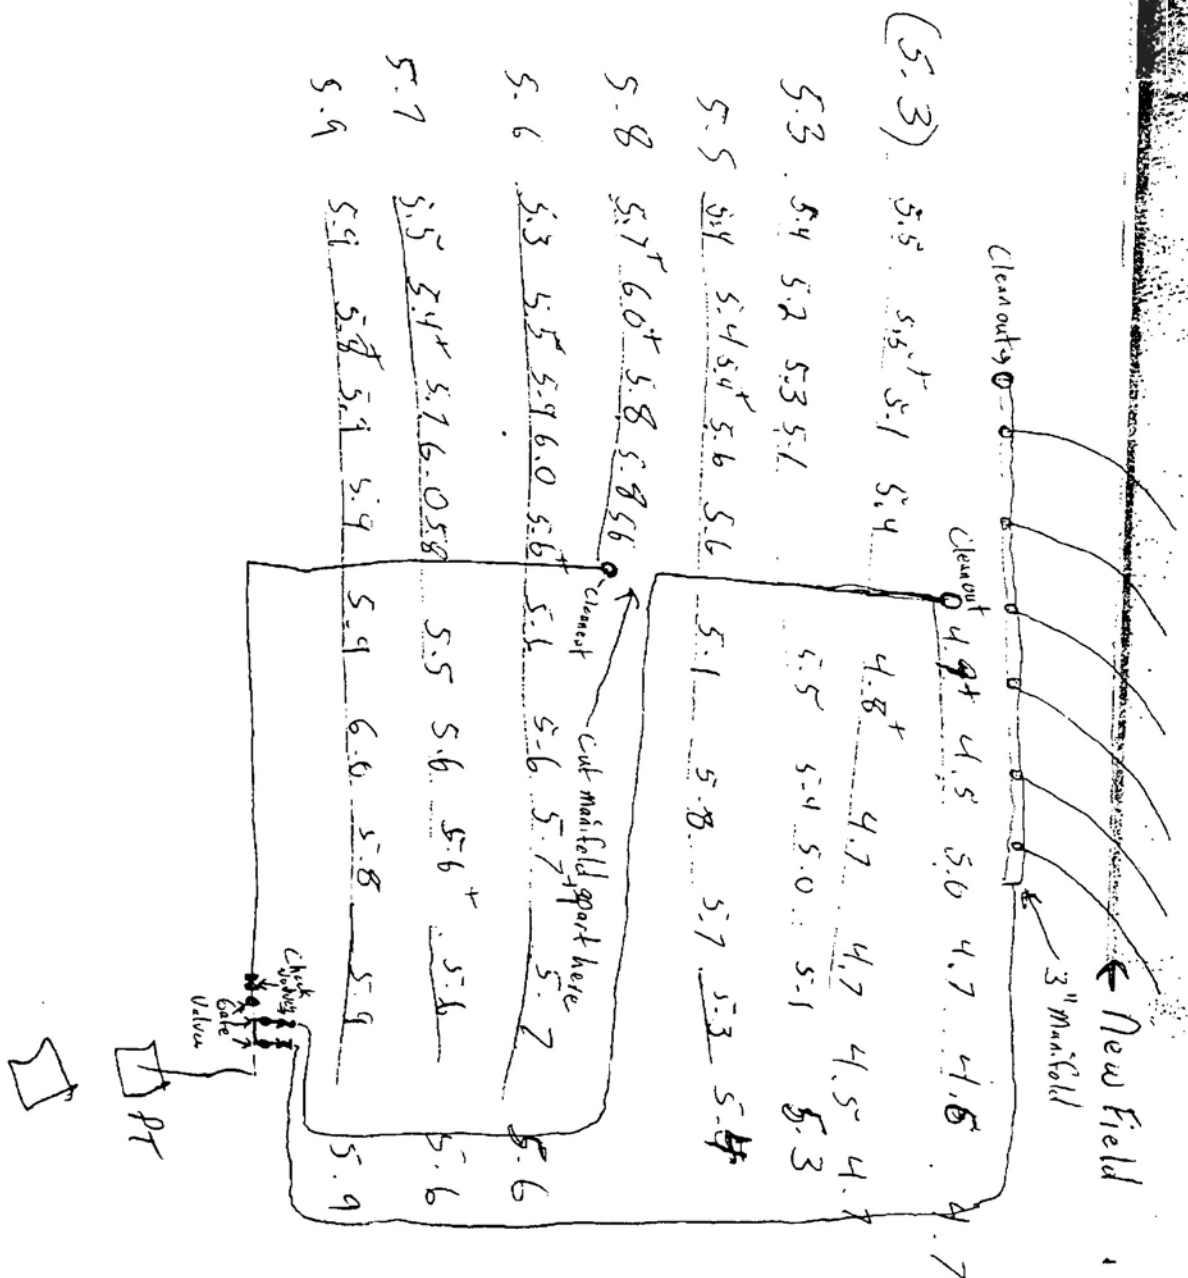 New Field
3" Manifold
Cleanout
Cleanout
4.9+ 4.5 5.0 4.7 4.6 4.7
(5.3) 5.5 5.5+ 5.1 5.4 4.8+ 4.7 4.7 4.5 4.7
5.3 5.4 5.2 5.3 5.1 5.5 5.4 5.0 5.1 5.3
5.5 5.4 5.4 5.4+ 5.6 5.6 5.1 5.8 5.7 5.3 5.4
5.8 5.7+ 6.0+ 5.8 5.8 5.6
Cleanout
Cut manifold apart here
5.6 5.3 5.5 5.9 6.0 5.6+ 5.6 5.7+ 5.7 5.6
5.7 5.5 5.4+ 5.7 6.0 5.8 5.5 5.6 5.6+ 5.6 5.6
5.9 5.9 5.8+ 5.9 5.9 5.9 6.0 5.8 5.9 5.9
Check
Valves
Gate
Valves
PT